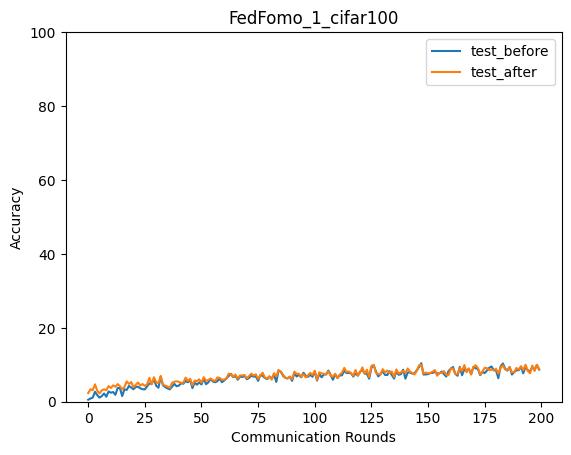 FedFomo_1_cifar100
test_before
test_after
Accuracy
100
80
60
40
20
0
0 25 50 75 100 125 150 175 200
Communication Rounds